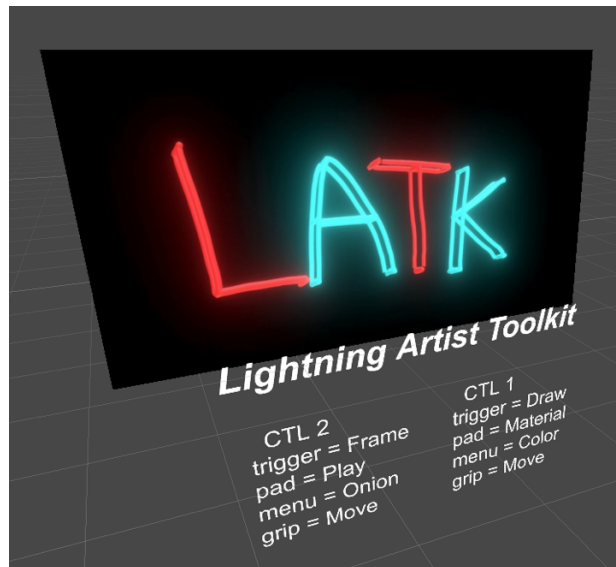 LATK
Lightning Artist Toolkit
CTL 2
trigger = Frame
pad = Play
menu = Onion
grip = Move
CTL 1
trigger = Draw
pad = Material
menu = Color
grip = Move